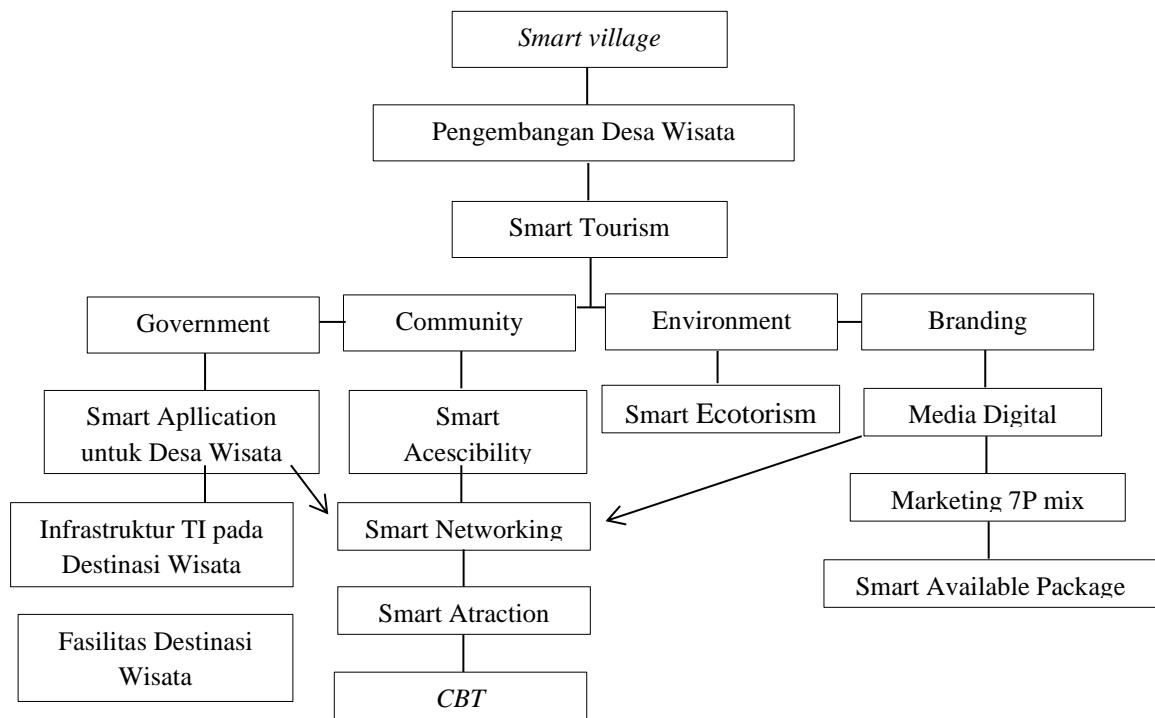 Smart village
Pengembangan Desa Wisata
Smart Tourism
Government
Community
Environment
Branding
Smart Apllication
untuk Desa Wisata
Smart
Acescibility
Smart Ecotorism
Media Digital
Infrastruktur TI pada
Destinasi Wisata
Smart Networking
Marketing 7P mix
Smart Atraction
Smart Available Package
Fasilitas Destinasi
Wisata
CBT